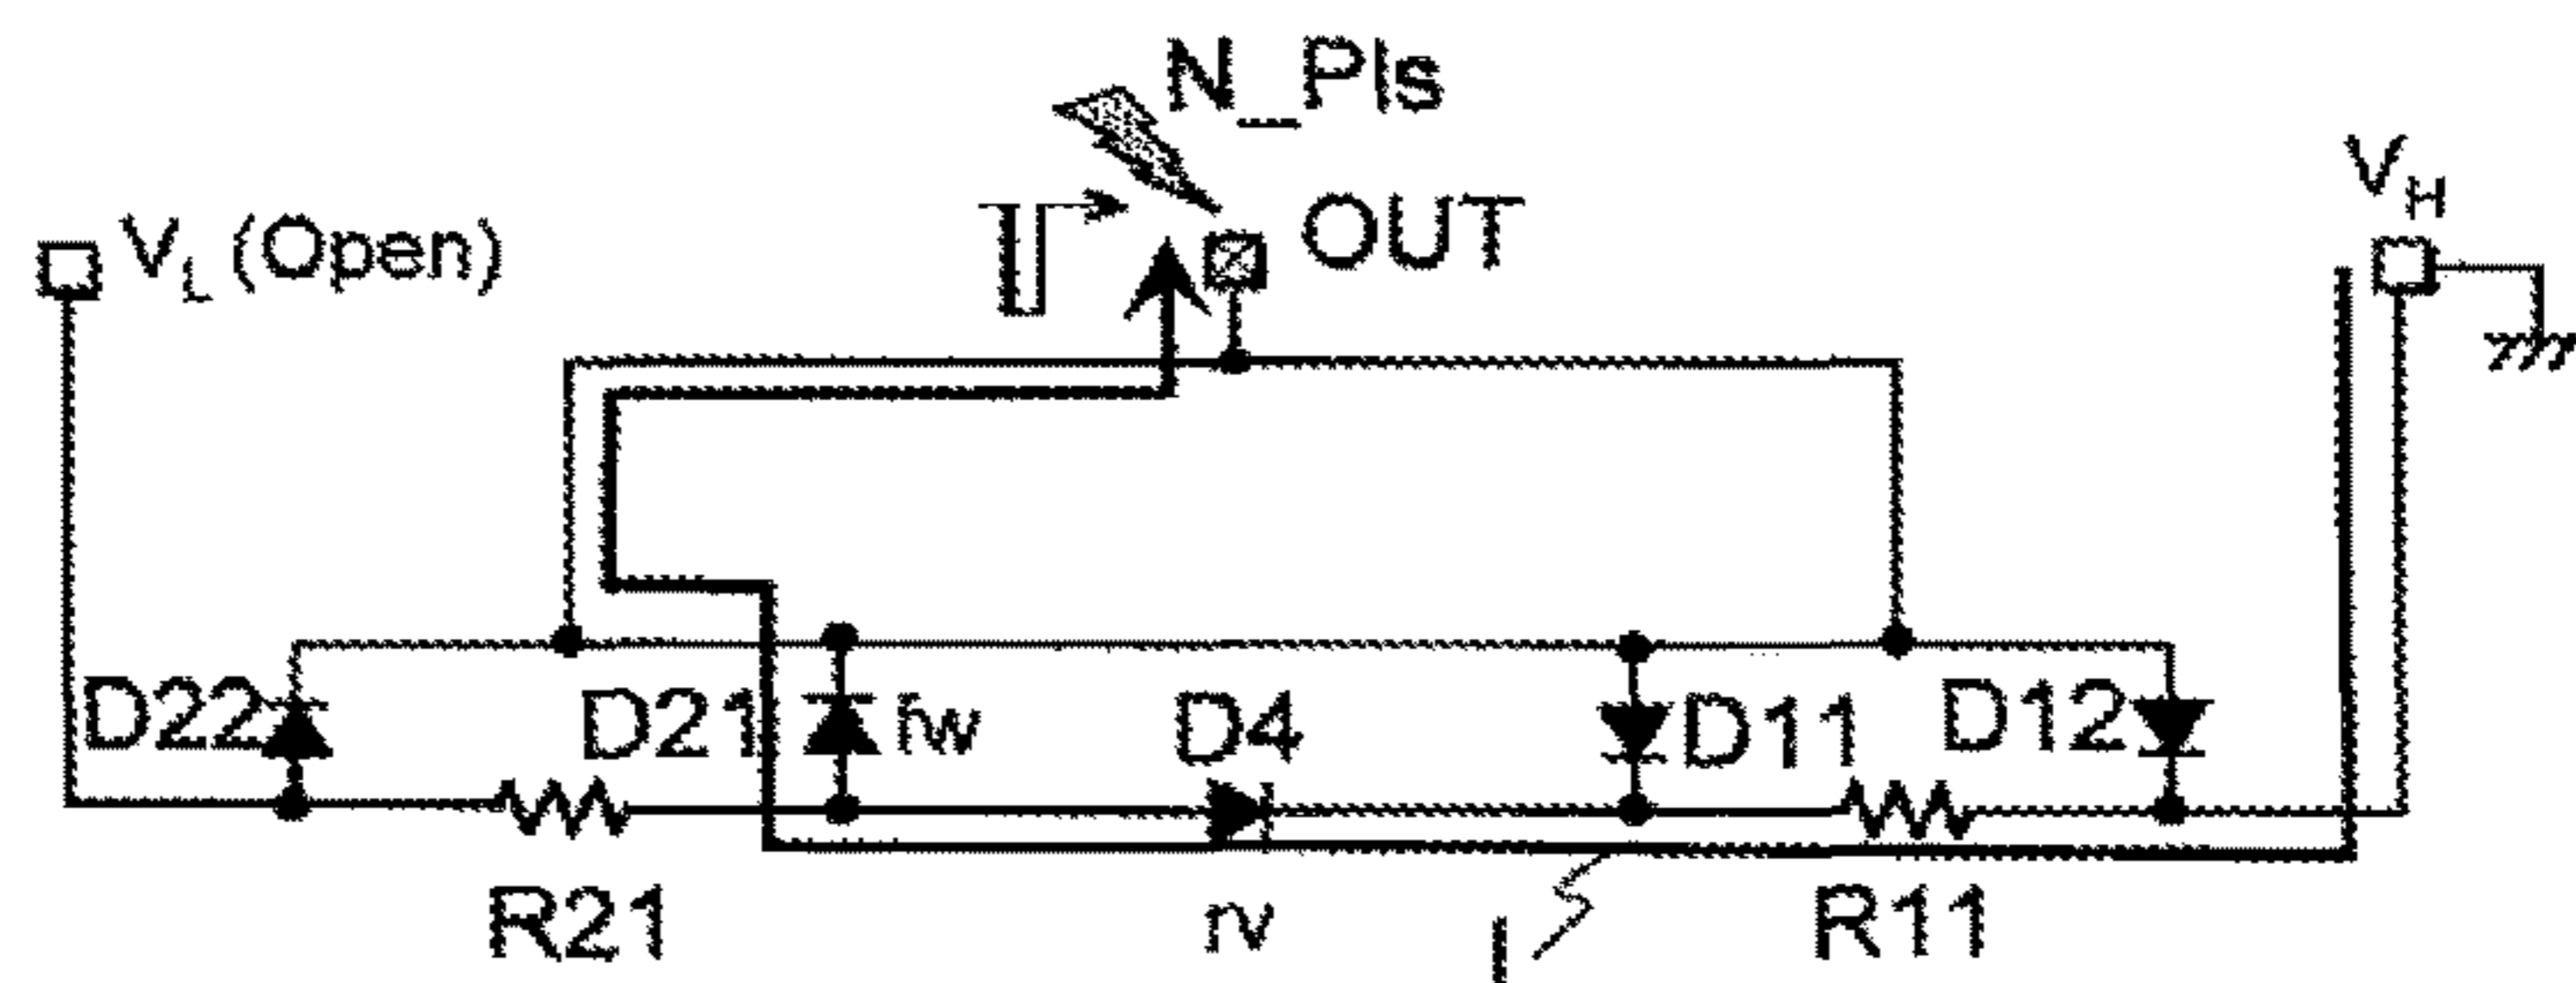 N_Pls
V_H
V_L (Open)
OUT
D22
D21
fw
D4
D11
D12
R21
rv
I
R11